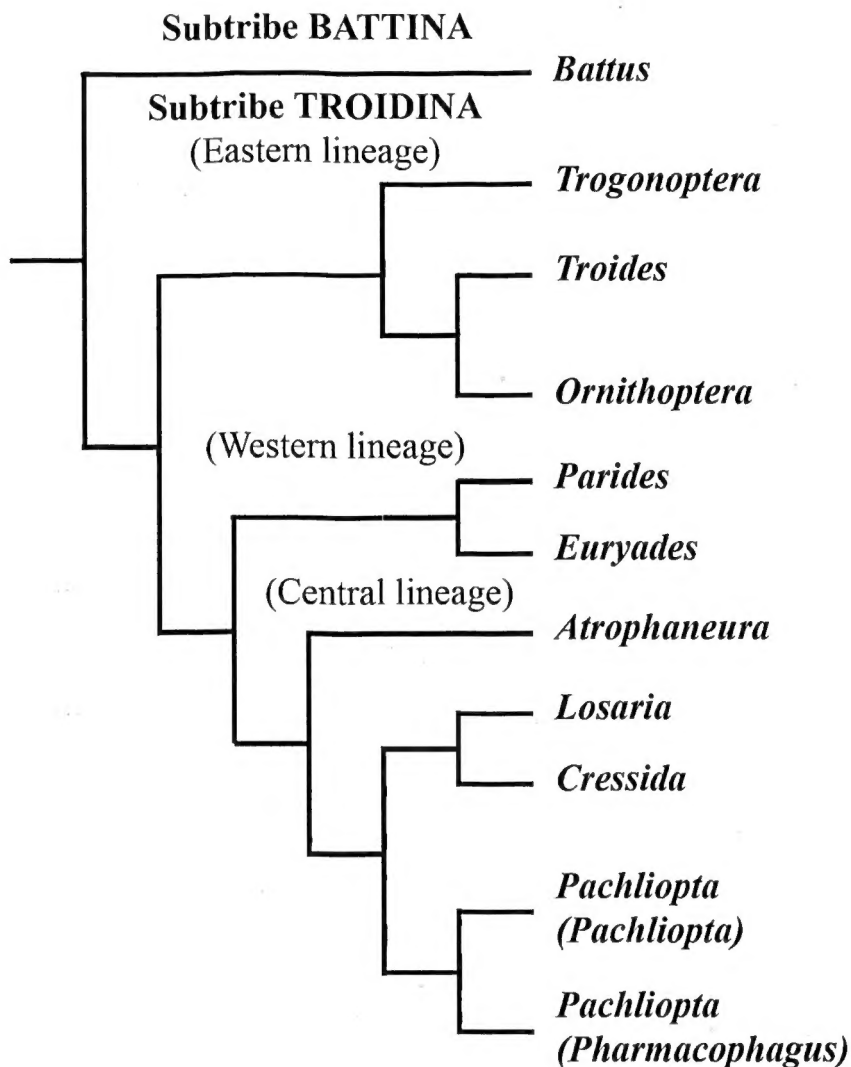 Subtribe BATTINA
Battus
Subtribe TROIDINA
(Eastern lineage)
Trogonoptera
Troides
Ornithoptera
(Western lineage)
Parides
Euryades
(Central lineage)
Atrophaneura
Losaria
Cressida
Pachliopta
(Pachliopta)
Pachliopta
(Pharmacophagus)